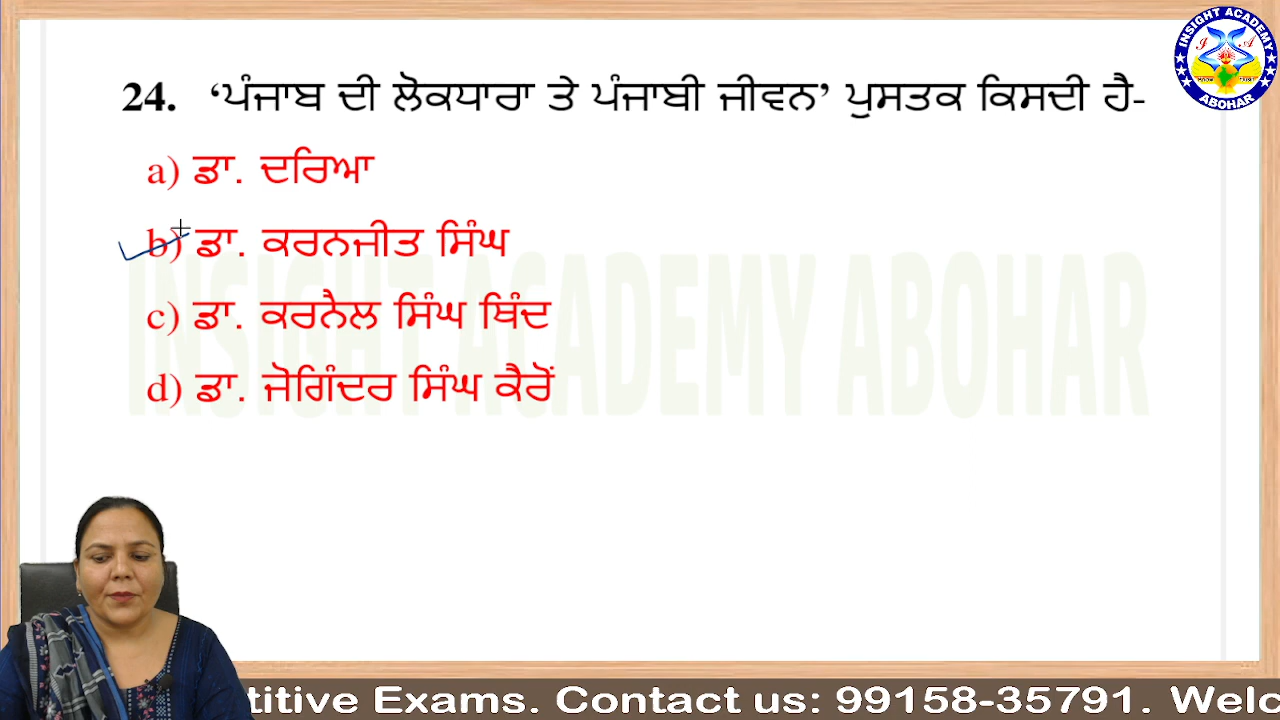 INSIGHT ACADEMY
ABOHAR
24. ‘ਪੰਜਾਬ ਦੀ ਲੋਕਧਾਰਾ ਤੇ ਪੰਜਾਬੀ ਜੀਵਨ’ ਪੁਸਤਕ ਕਿਸਦੀ ਹੈ-
a) ਡਾ. ਦਰਿਆ
b) ਡਾ. ਕਰਨਜੀਤ ਸਿੰਘ
c) ਡਾ. ਕਰਨੈਲ ਸਿੰਘ ਥਿੰਦ
d) ਡਾ. ਜੋਗਿੰਦਰ ਸਿੰਘ ਕੈਰੋਂ
INSIGHT ACADEMY ABOHAR
titive Exams. Contact us: 99158-35791. Welc